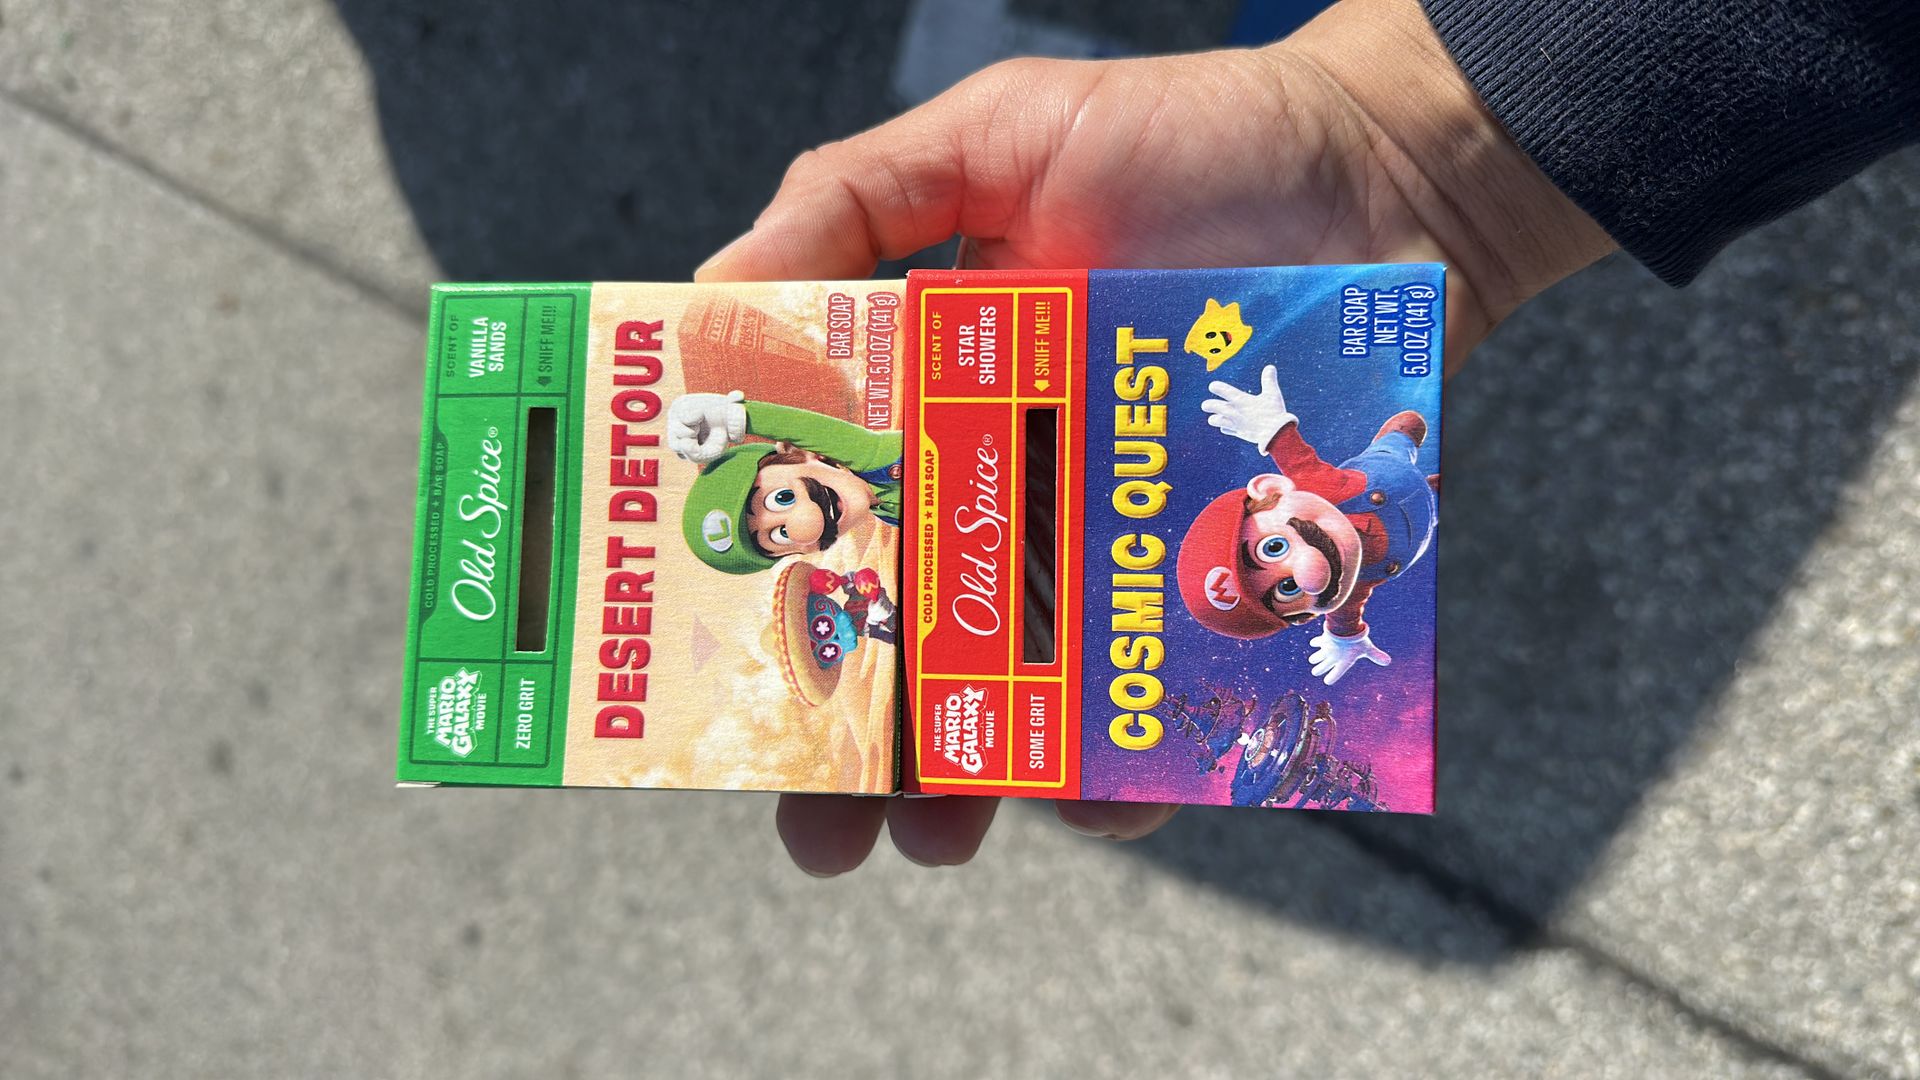 COLD PROCESSED ★ BAR SOAP
THE SUPER
MARIO
GALAXY
MOVIE
Old Spice®
SCENT OF
VANILLA
SANDS
ZERO GRIT
SNIFF ME!!!
DESERT DETOUR
L
BAR SOAP
NET WT. 5.0 OZ (141 g)
COLD PROCESSED ★ BAR SOAP
THE SUPER
MARIO
GALAXY
MOVIE
Old Spice®
SCENT OF
STAR
SHOWERS
SOME GRIT
SNIFF ME!!!
COSMIC QUEST
M
BAR SOAP
NET WT.
5.0 OZ (141 g)